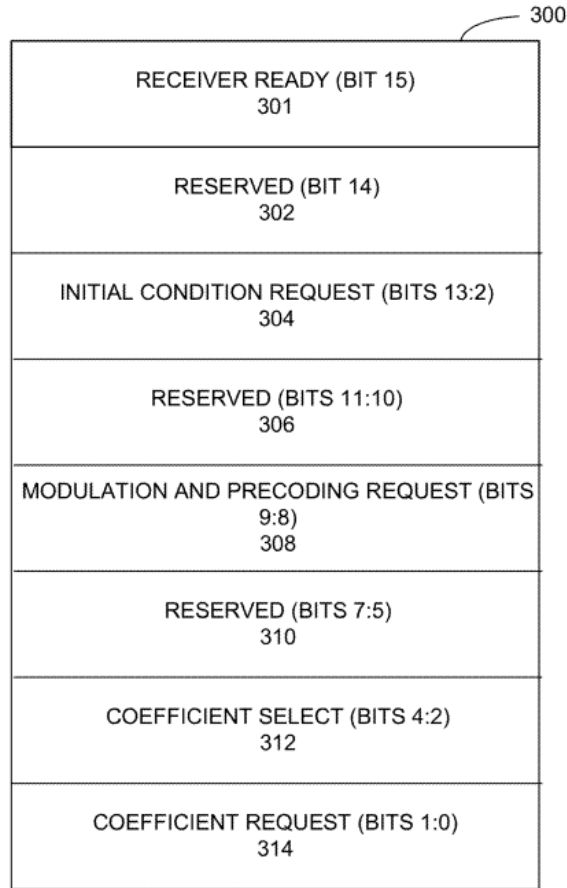 300
RECEIVER READY (BIT 15)
301
RESERVED (BIT 14)
302
INITIAL CONDITION REQUEST (BITS 13:2)
304
RESERVED (BITS 11:10)
306
MODULATION AND PRECODING REQUEST (BITS
9:8)
308
RESERVED (BITS 7:5)
310
COEFFICIENT SELECT (BITS 4:2)
312
COEFFICIENT REQUEST (BITS 1:0)
314